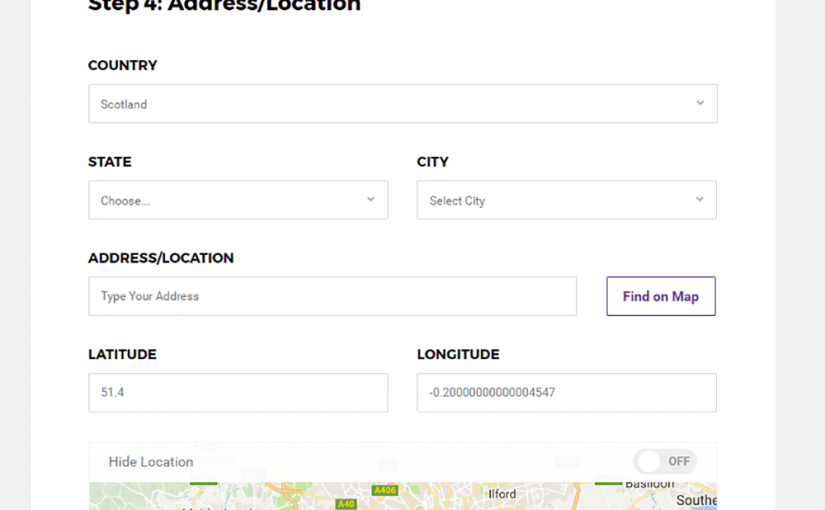 Step 4: Address/Location
COUNTRY
Scotland
STATE
CITY
Choose...
Select City
ADDRESS/LOCATION
Type Your Address
Find on Map
LATITUDE
LONGITUDE
51.4
-0.20000000000004547
Hide Location
OFF
A406
Ilford
Basildon
A40
Southe